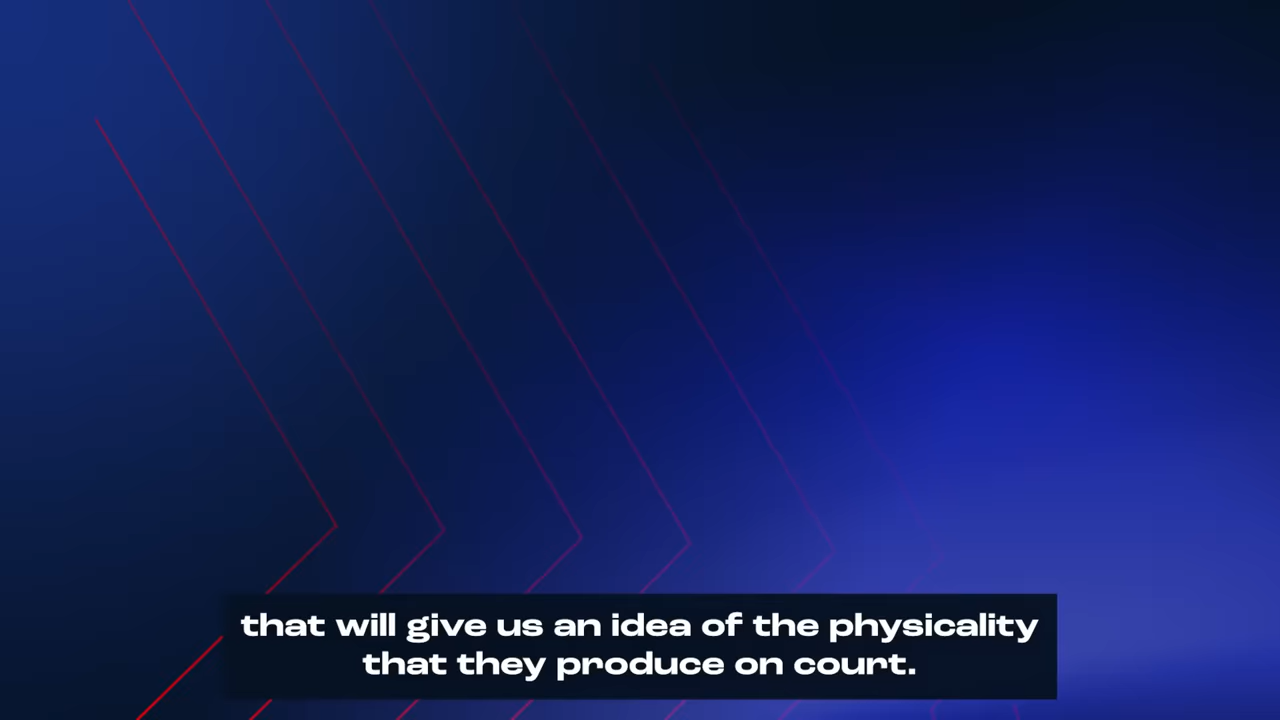 that will give us an idea of the physicality
that they produce on court.